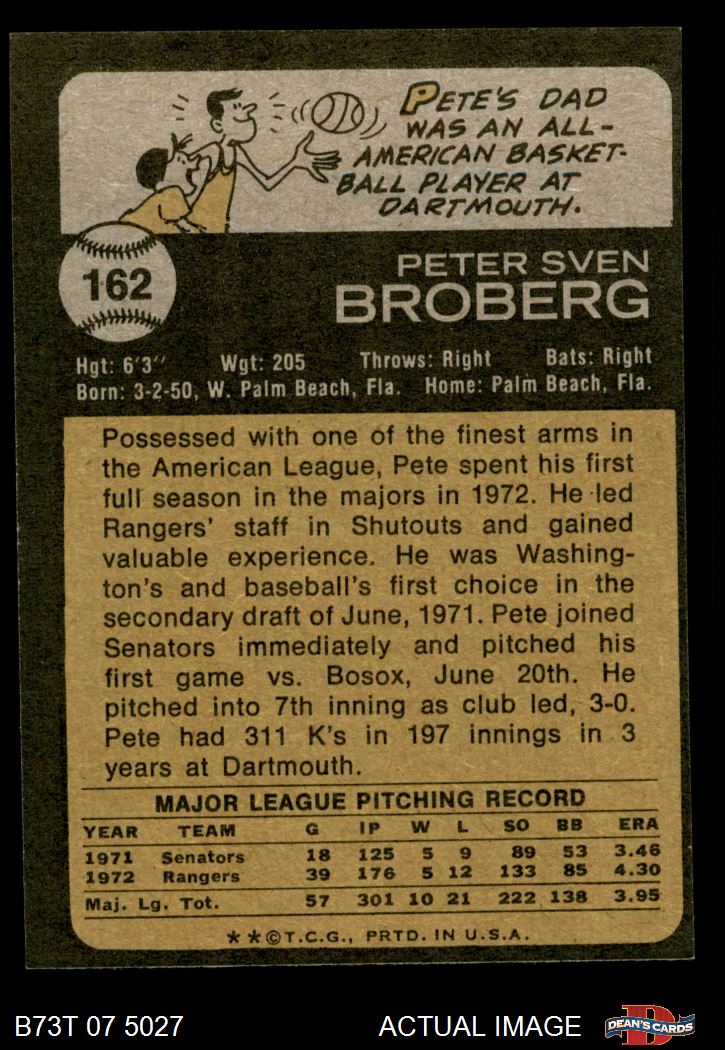 PETE'S DAD
WAS AN ALL-
AMERICAN BASKET-
BALL PLAYER AT
DARTMOUTH.
162
PETER SVEN
BROBERG
Hgt: 6'3" Wgt: 205 Throws: Right Bats: Right
Born: 3-2-50, W. Palm Beach, Fla. Home: Palm Beach, Fla.
Possessed with one of the finest arms in
the American League, Pete spent his first
full season in the majors in 1972. He led
Rangers' staff in Shutouts and gained
valuable experience. He was Washing-
ton's and baseball's first choice in the
secondary draft of June, 1971. Pete joined
Senators immediately and pitched his
first game vs. Bosox, June 20th. He
pitched into 7th inning as club led, 3-0.
Pete had 311 K's in 197 innings in 3
years at Dartmouth.
MAJOR LEAGUE PITCHING RECORD
YEAR TEAM G IP W L SO BB ERA
1971 Senators 18 125 5 9 89 53 3.46
1972 Rangers 39 176 5 12 133 85 4.30
Maj. Lg. Tot. 57 301 10 21 222 138 3.95
**©T.C.G., PRTD. IN U.S.A.
B73T 07 5027 ACTUAL IMAGE DEAN'S CARDS